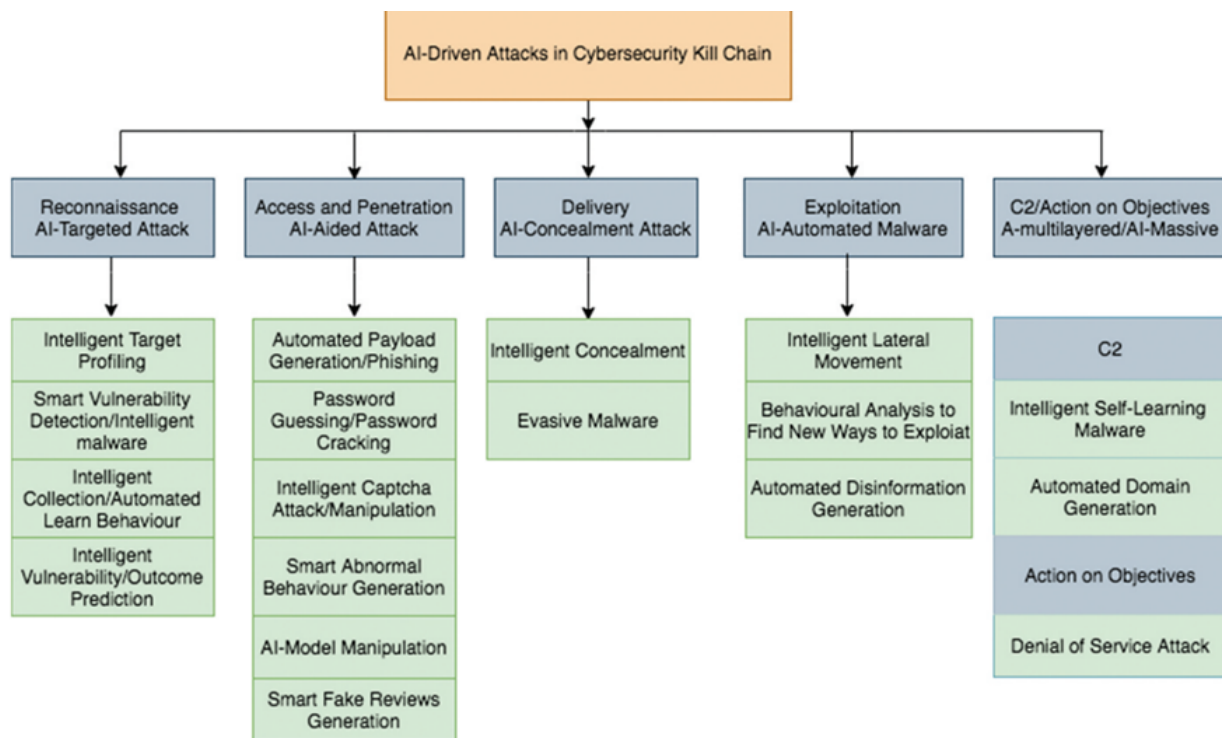 AI-Driven Attacks in Cybersecurity Kill Chain
Reconnaissance
AI-Targeted Attack
Access and Penetration
AI-Aided Attack
Delivery
AI-Concealment Attack
Exploitation
AI-Automated Malware
C2/Action on Objectives
A-multilayered/AI-Massive
Intelligent Target
Profiling
Smart Vulnerability
Detection/Intelligent
malware
Intelligent
Collection/Automated
Learn Behaviour
Intelligent
Vulnerability/Outcome
Prediction
Automated Payload
Generation/Phishing
Password
Guessing/Password
Cracking
Intelligent Captcha
Attack/Manipulation
Smart Abnormal
Behaviour Generation
AI-Model Manipulation
Smart Fake Reviews
Generation
Intelligent Concealment
Evasive Malware
Intelligent Lateral
Movement
Behavioural Analysis to
Find New Ways to Exploiat
Automated Disinformation
Generation
C2
Intelligent Self-Learning
Malware
Automated Domain
Generation
Action on Objectives
Denial of Service Attack